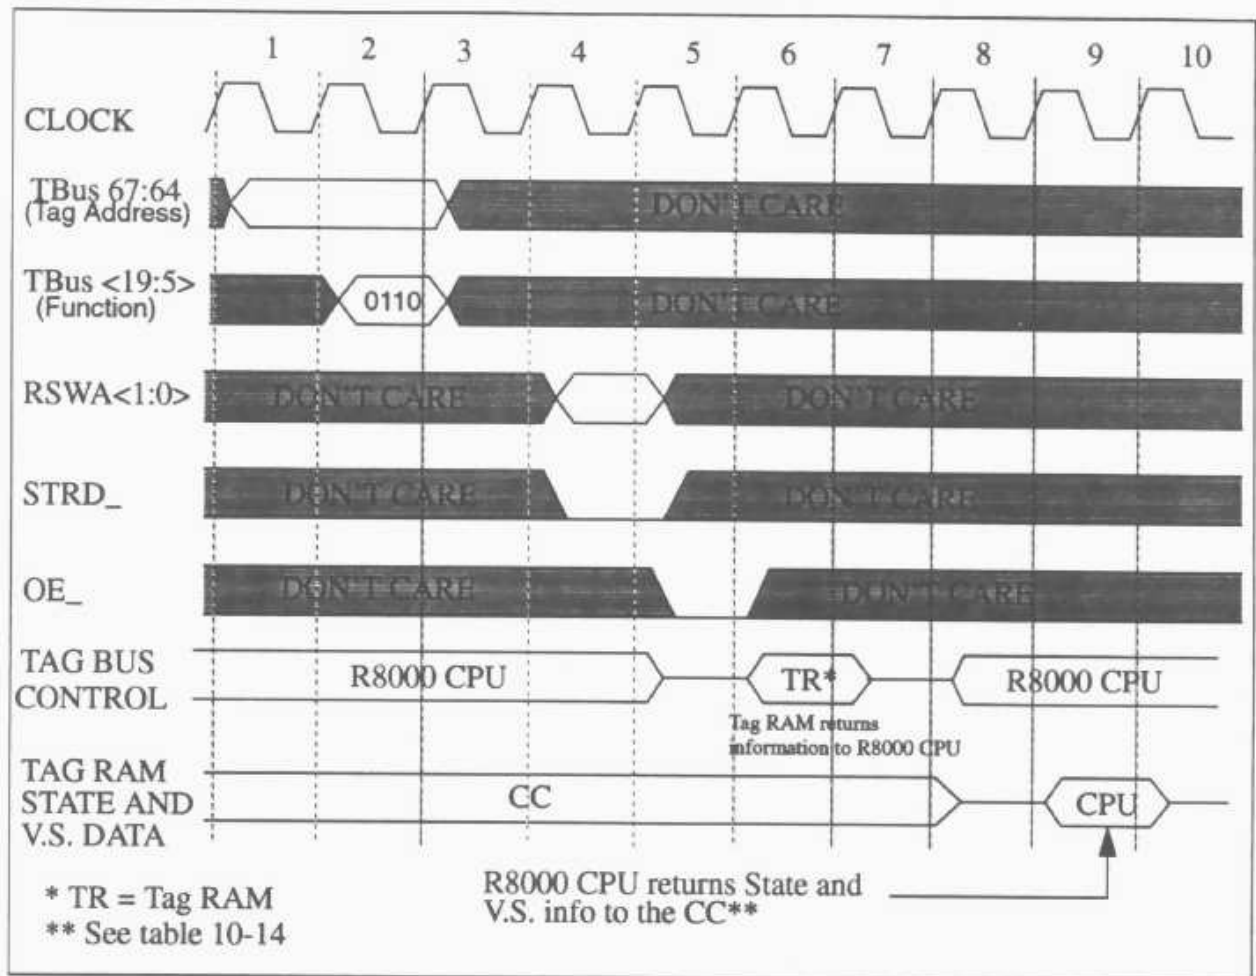 1 2 3 4 5 6 7 8 9 10
CLOCK
TBus 67:64
(Tag Address)
DON'T CARE
TBus <19:5>
(Function)
0110
DON'T CARE
RSWA<1:0>
DON'T CARE
DON'T CARE
STRD_
DON'T CARE
DON'T CARE
OE_
DON'T CARE
DON'T CARE
TAG BUS
CONTROL
R8000 CPU
TR*
R8000 CPU
Tag RAM returns
information to R8000 CPU
TAG RAM
STATE AND
V.S. DATA
CC
CPU
* TR = Tag RAM
** See table 10-14
R8000 CPU returns State and
V.S. info to the CC**